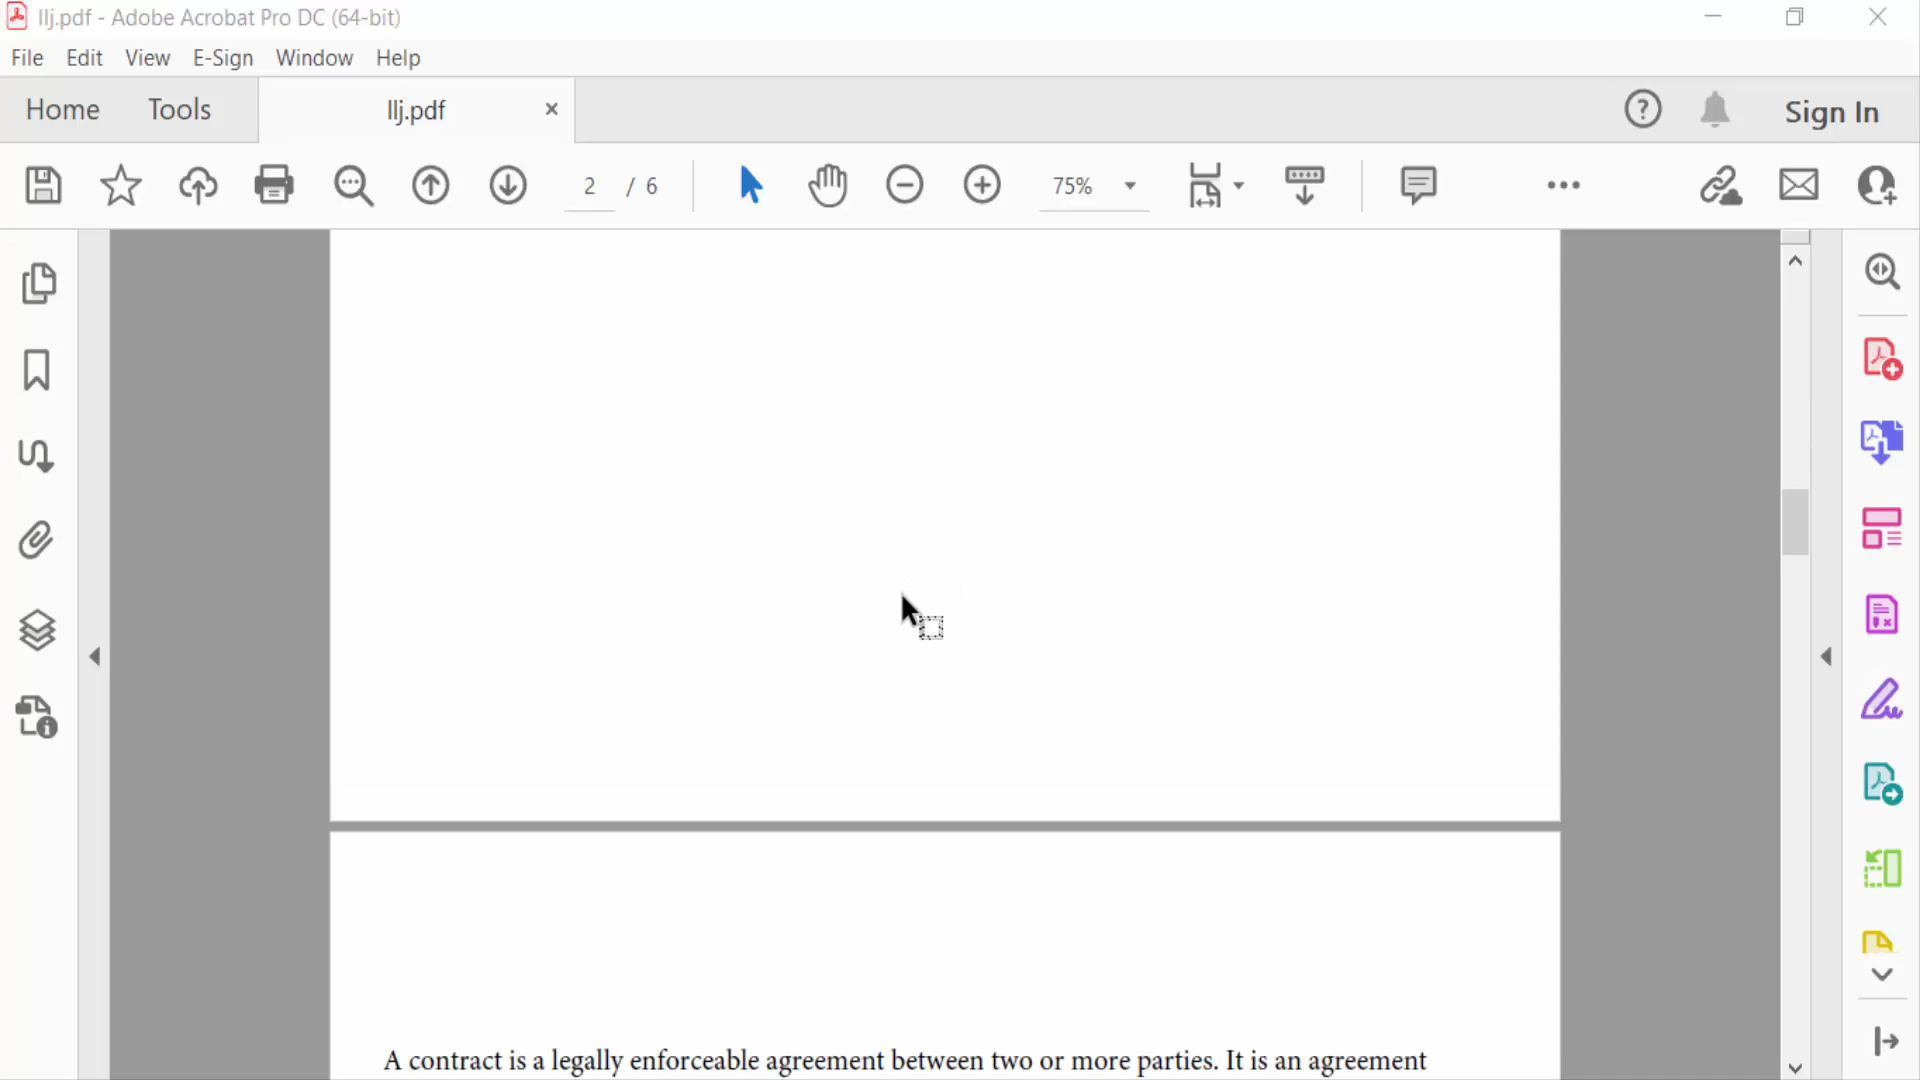 llj.pdf - Adobe Acrobat Pro DC (64-bit)
File Edit View E-Sign Window Help
Home Tools llj.pdf × ? Sign In
2 / 6 75%
A contract is a legally enforceable agreement between two or more parties. It is an agreement